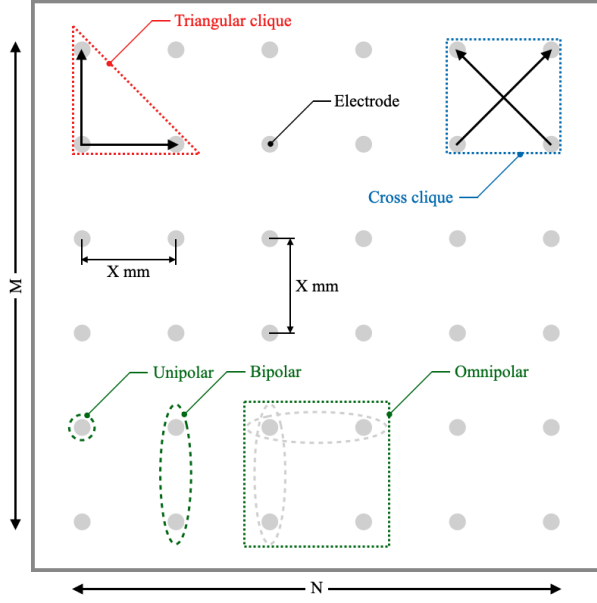 Triangular clique
Electrode
Cross clique
X mm
X mm
M
Unipolar
Bipolar
Omnipolar
N